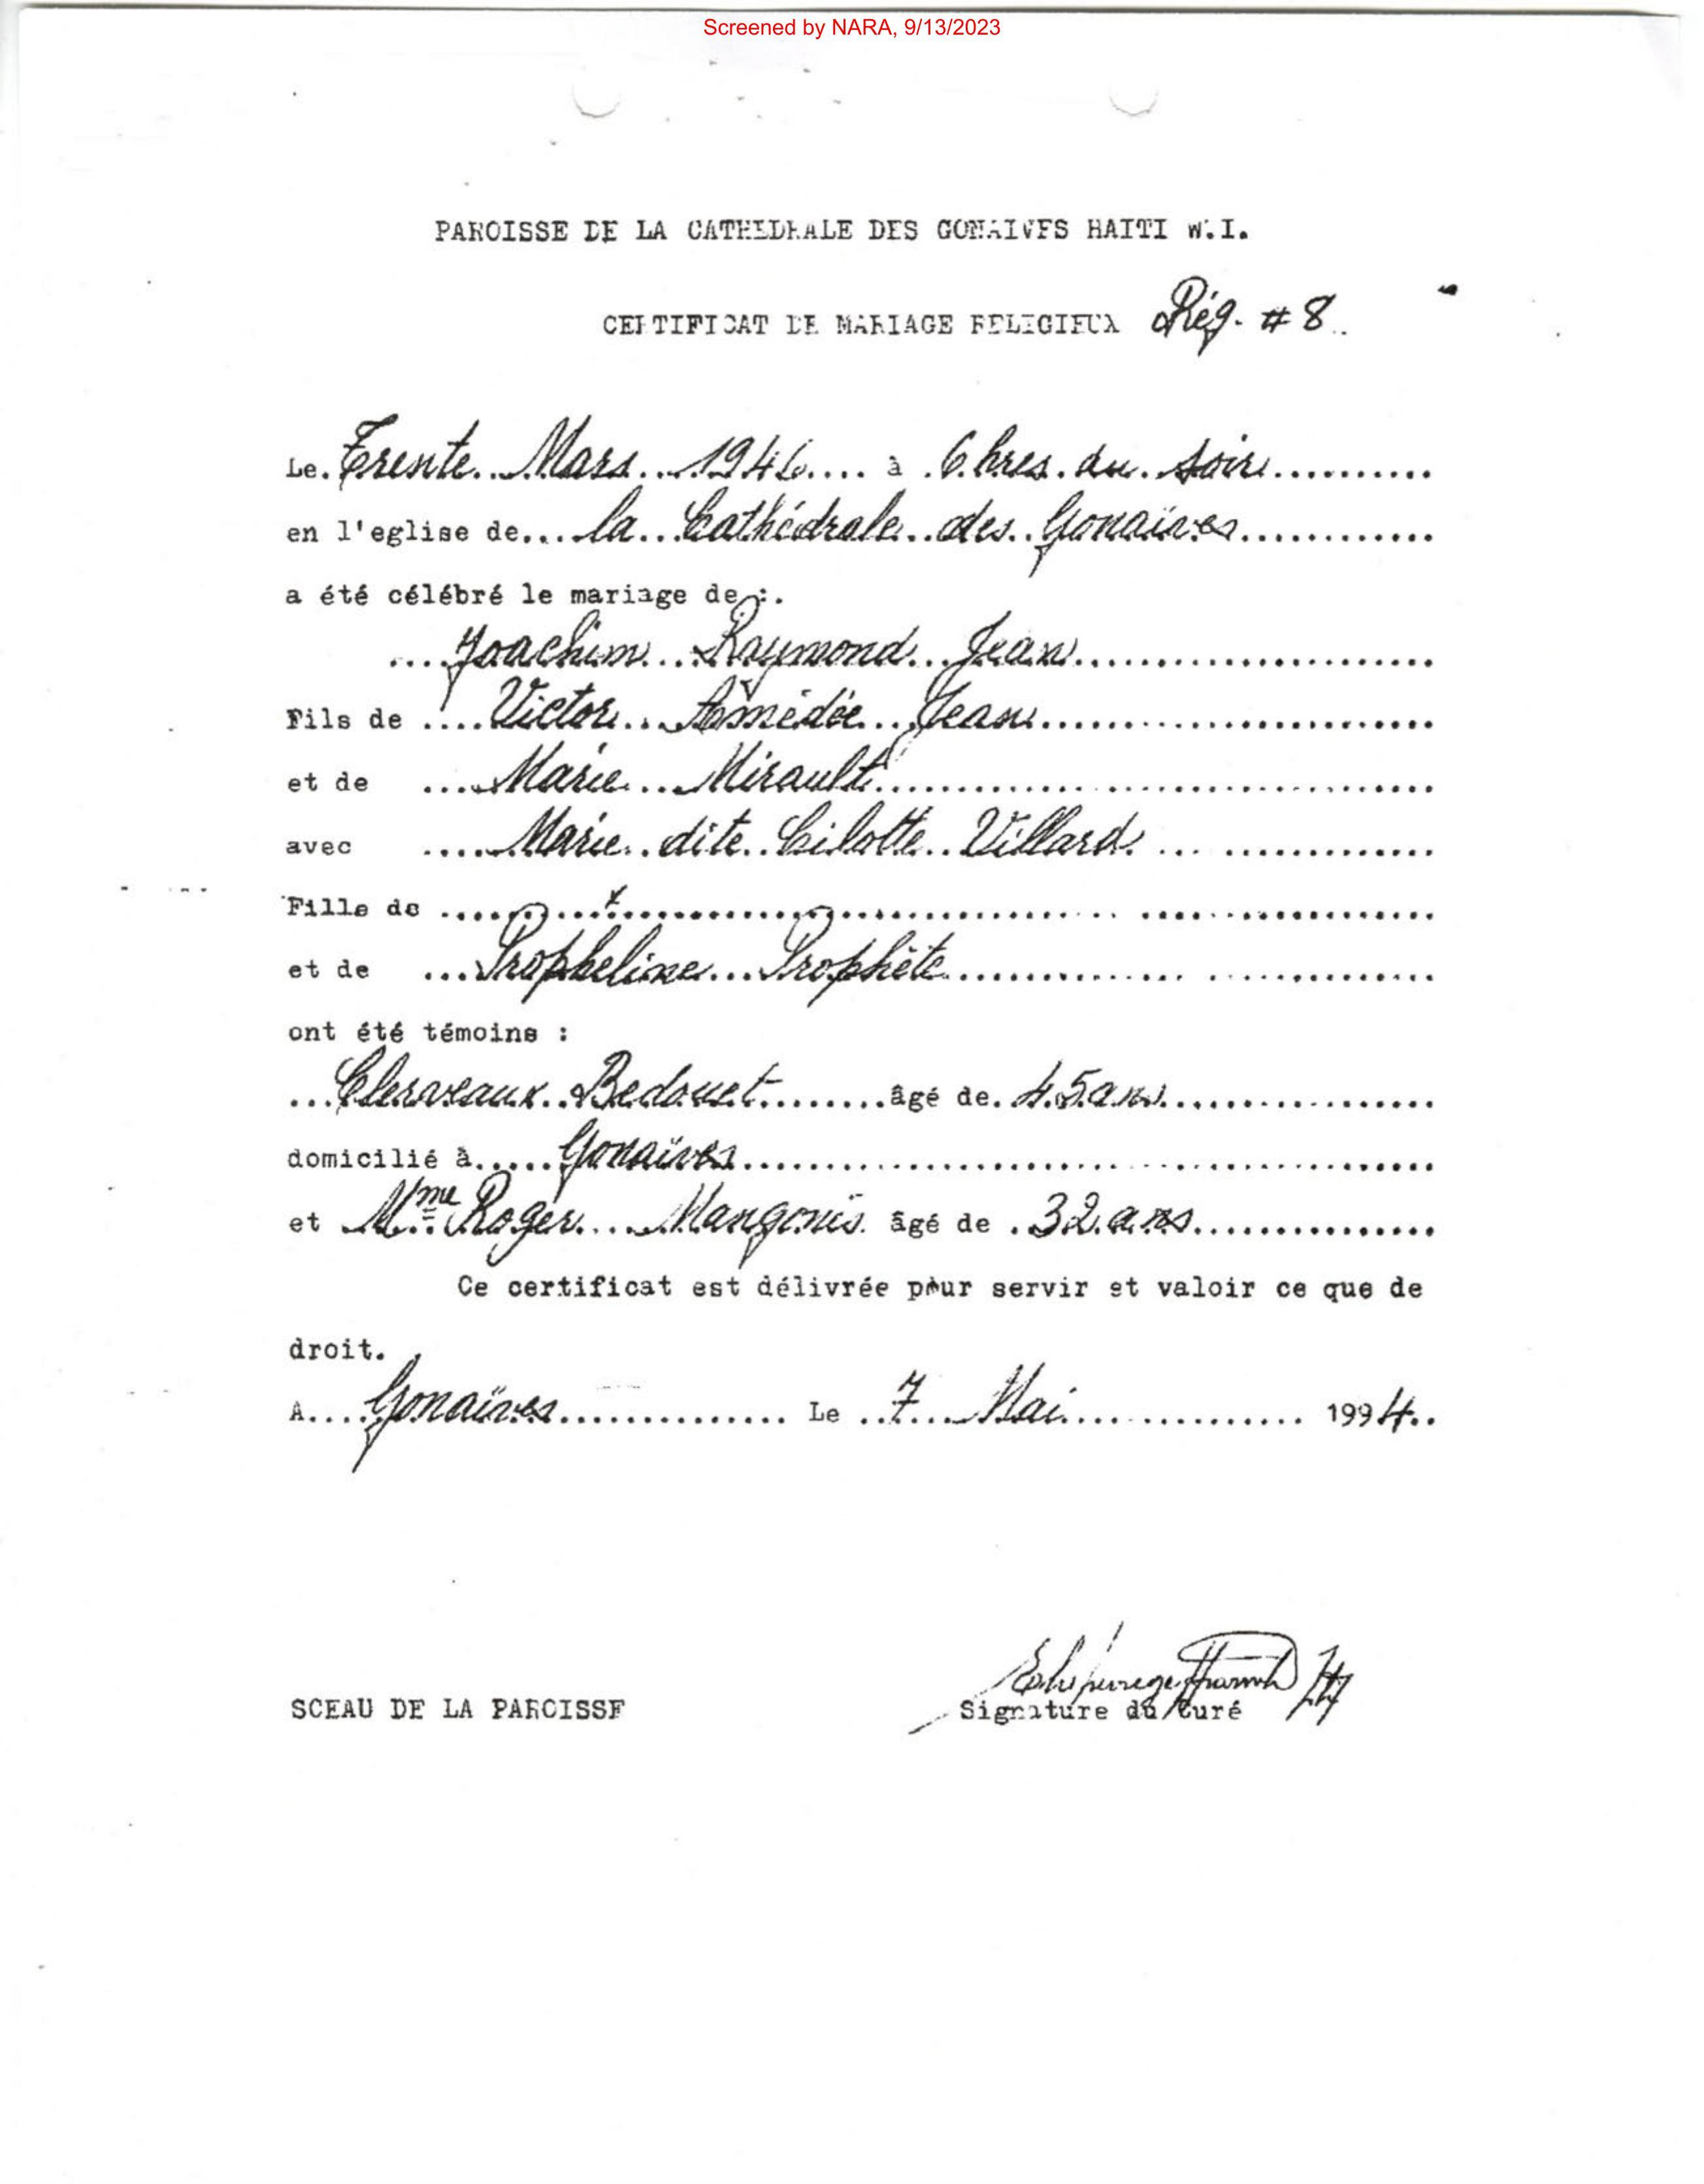 Screened by NARA, 9/13/2023
PAROISSE DE LA CATHEDRALE DES GONAIVES HAITI W.I.
CERTIFICAT DE MARIAGE RELIGIEUX Rég. #8
Le Trente Mars 1946 à 6 hres du soir
en l'eglise de la Cathédrale des Gonaïves
a été célébré le mariage de :
Joachim Raymond Jean
Fils de Victor Amédée Jean
et de Marie Mirault
avec Marie dite Cilotte Villard
Fille de x
et de Propheline Prophète
ont été témoins :
Clerveaux Bedouet âgé de 45 ans
domicilié à Gonaïves
et Mme Roger Mangonès âgé de 32 ans
Ce certificat est délivrée pour servir et valoir ce que de
droit.
A Gonaïves Le 7 Mai 1994
SCEAU DE LA PAROISSE
Signature du Curé